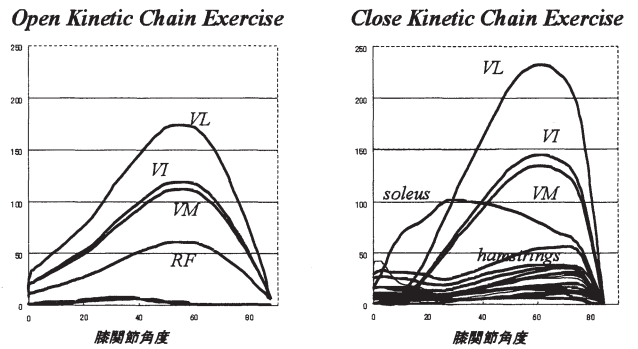 Open Kinetic Chain Exercise
250
200
150
100
50
0
VL
VI
VM
RF
0 20 40 60 80
膝関節角度
Close Kinetic Chain Exercise
250
200
150
100
50
0
VL
VI
VM
soleus
hamstrings
0 20 40 60 80
膝関節角度